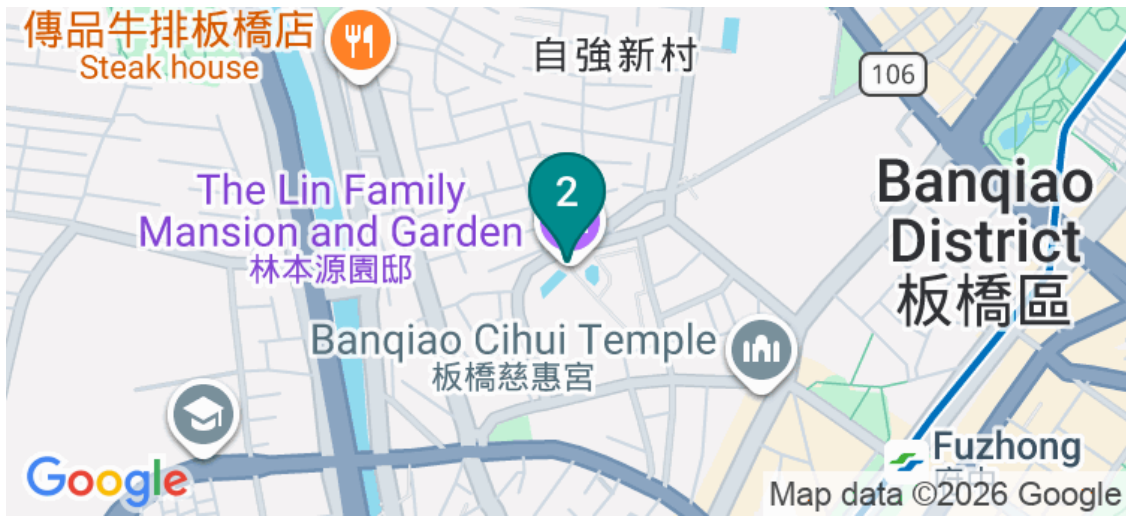 傳品牛排板橋店
Steak house
自強新村
106
2
The Lin Family
Mansion and Garden
林本源園邸
Banqiao
District
板橋區
Banqiao Cihui Temple
板橋慈惠宮
Fuzhong
府中
Google
Map data ©2026 Google